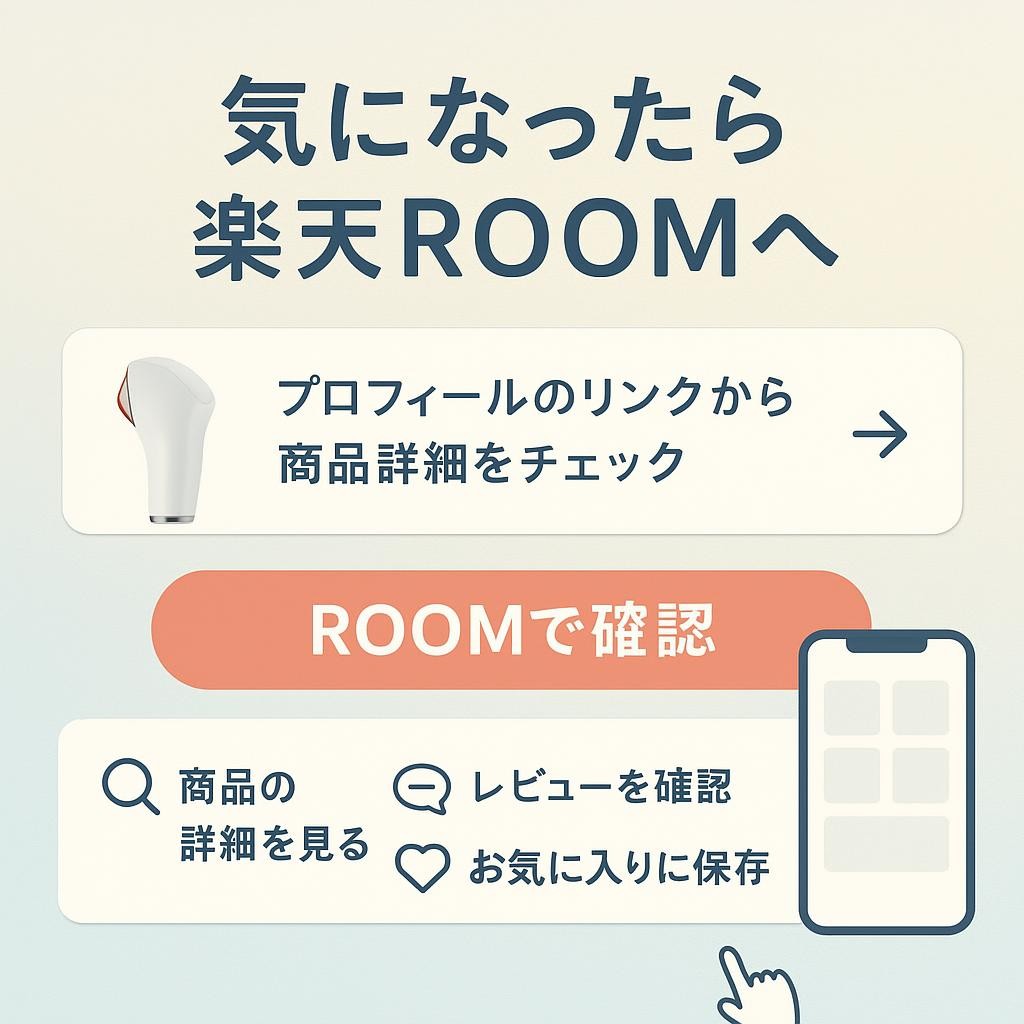 気になったら
楽天ROOMへ
プロフィールのリンクから
商品詳細をチェック
ROOMで確認
商品の
詳細を見る
レビューを確認
お気に入りに保存